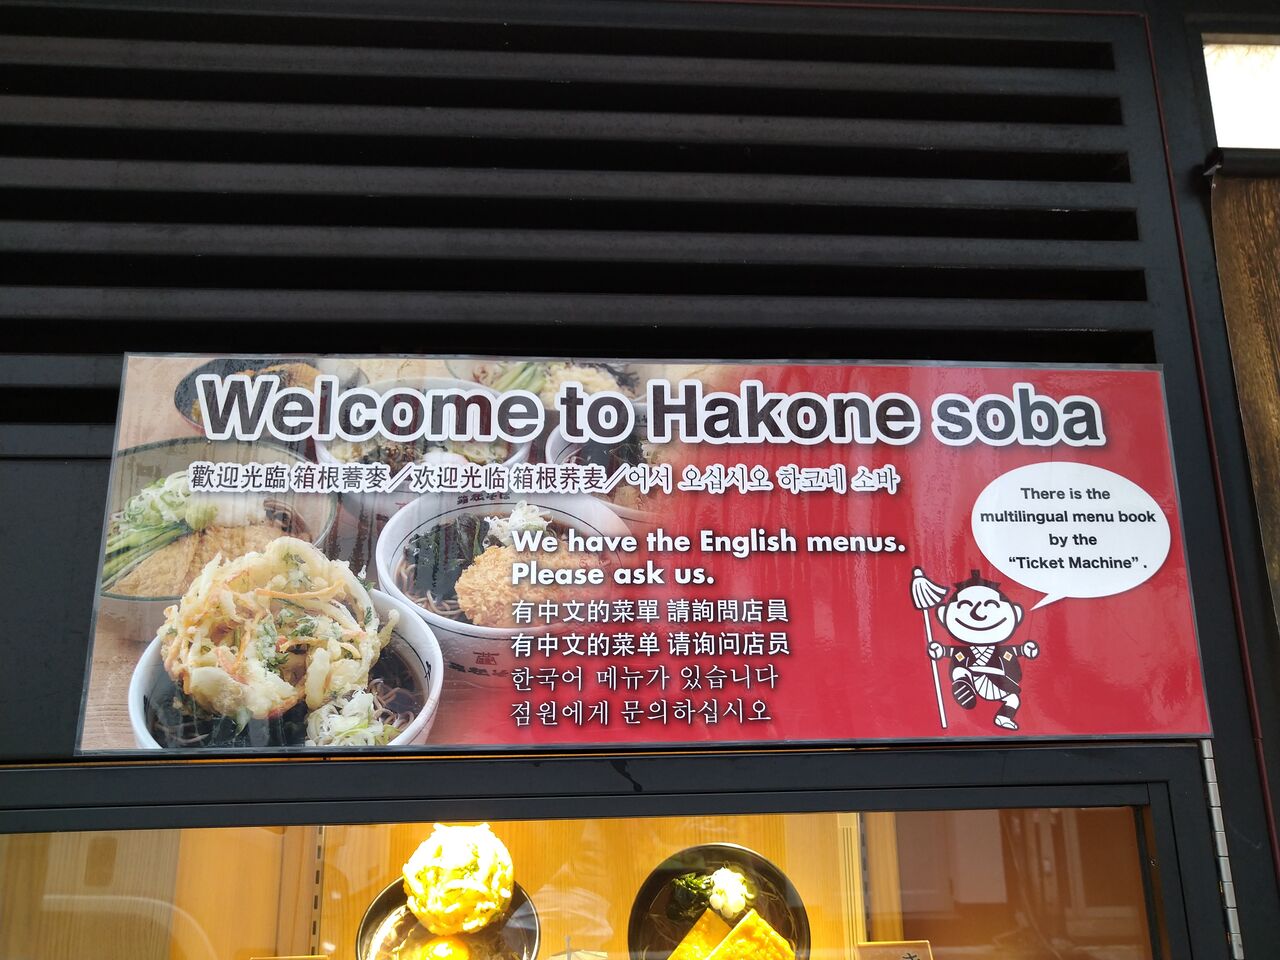 Welcome to Hakone soba
歡迎光臨 箱根蕎麥／欢迎光临 箱根荞麦／어서 오십시오 하코네 소바
We have the English menus.
Please ask us.
有中文的菜單 請詢問店員
有中文的菜单 请询问店员
한국어 메뉴가 있습니다
점원에게 문의하십시오
There is the
multilingual menu book
by the
“Ticket Machine” .